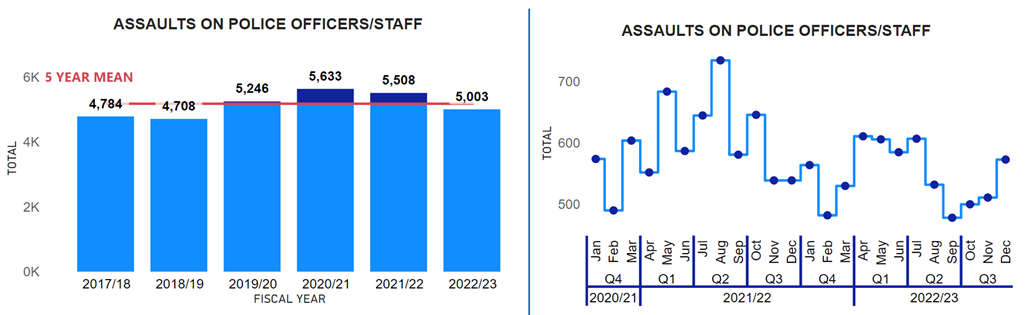 ASSAULTS ON POLICE OFFICERS/STAFF
6K 5 YEAR MEAN
4,784 4,708 5,246 5,633 5,508 5,003
4K
TOTAL
2K
0K
2017/18 2018/19 2019/20 2020/21 2021/22 2022/23
FISCAL YEAR
ASSAULTS ON POLICE OFFICERS/STAFF
700
600
TOTAL
500
Jan Feb Mar Apr May Jun Jul Aug Sep Oct Nov Dec Jan Feb Mar Apr May Jun Jul Aug Sep Oct Nov Dec
Q4 Q1 Q2 Q3 Q4 Q1 Q2 Q3
2020/21 2021/22 2022/23